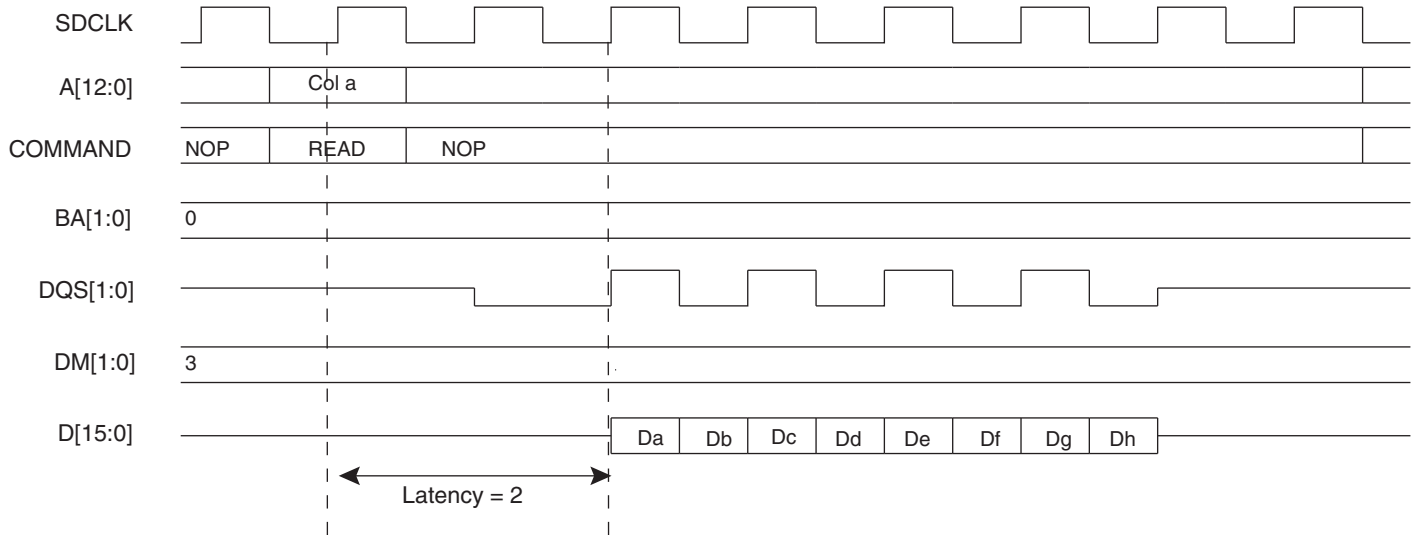 SDCLK
A[12:0] Col a
COMMAND NOP READ NOP
BA[1:0] 0
DQS[1:0]
DM[1:0] 3
D[15:0] Da Db Dc Dd De Df Dg Dh
Latency = 2